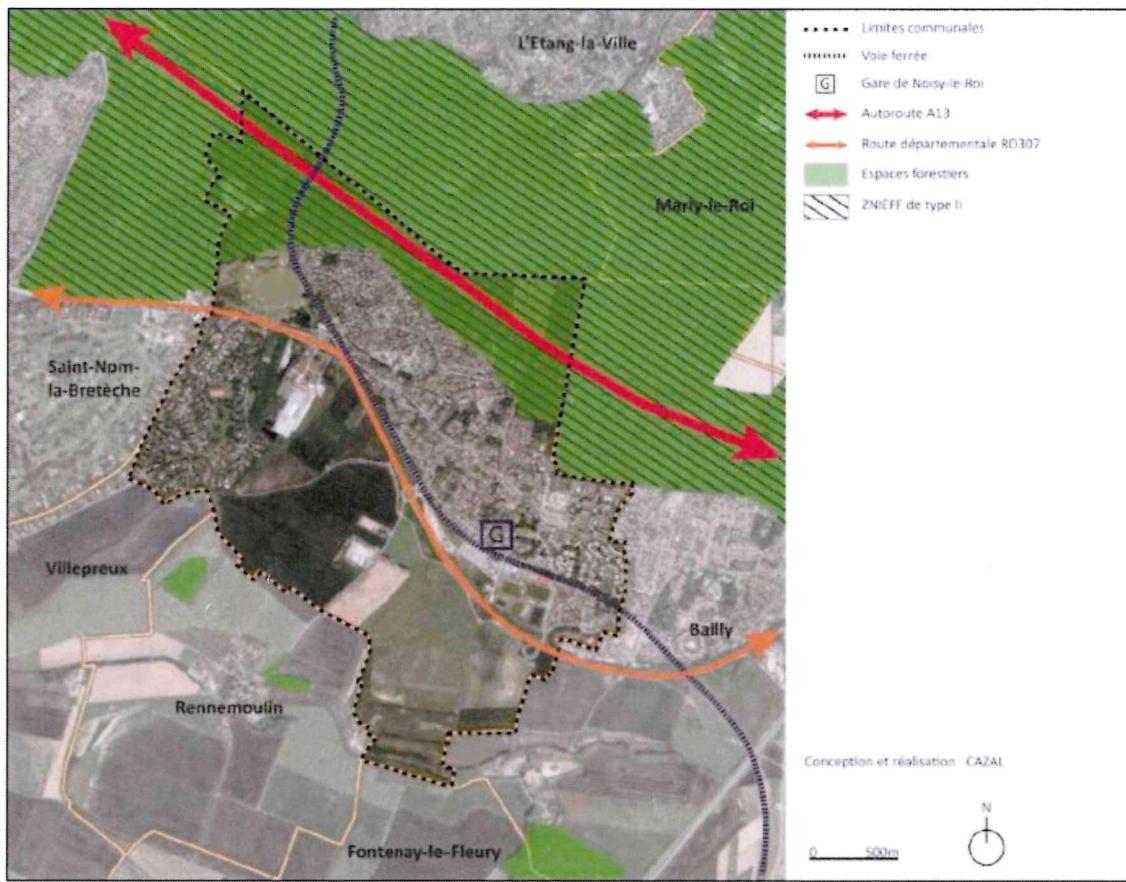 L'Etang-la-Ville
Marly-le-Roi
Saint-Nom-
la-Bretèche
G
Villepreux
Bailly
Rennemoulin
Fontenay-le-Fleury
Limites communales
Voie ferrée
G
Gare de Noisy-le-Roi
Autoroute A13
Route départementale RD307
Espaces forestiers
ZNIEFF de type II
Conception et réalisation : CAZAL
N
0 500m